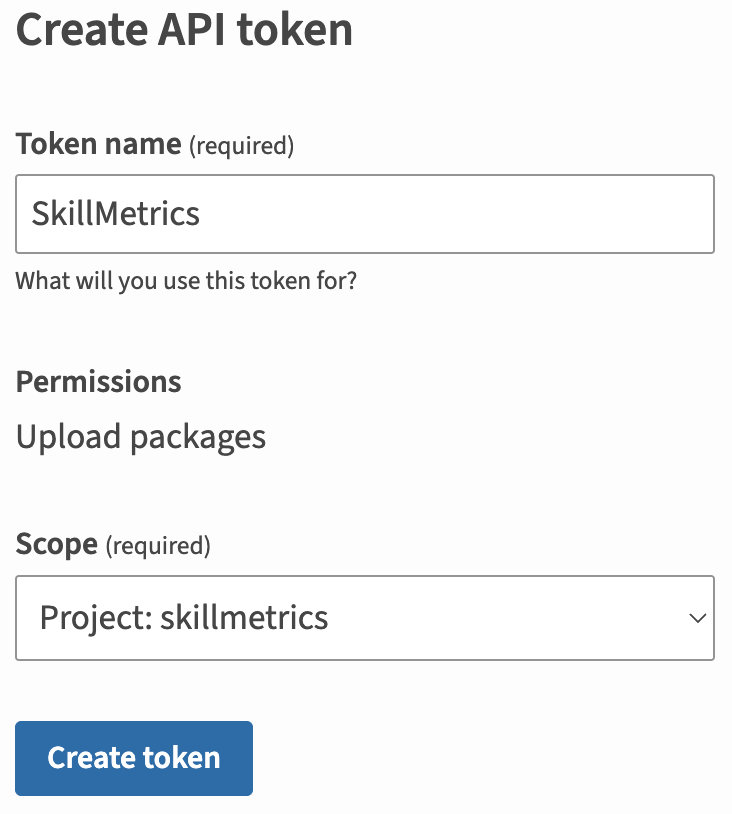 Create API token
Token name (required)
SkillMetrics
What will you use this token for?
Permissions
Upload packages
Scope (required)
Project: skillmetrics
Create token